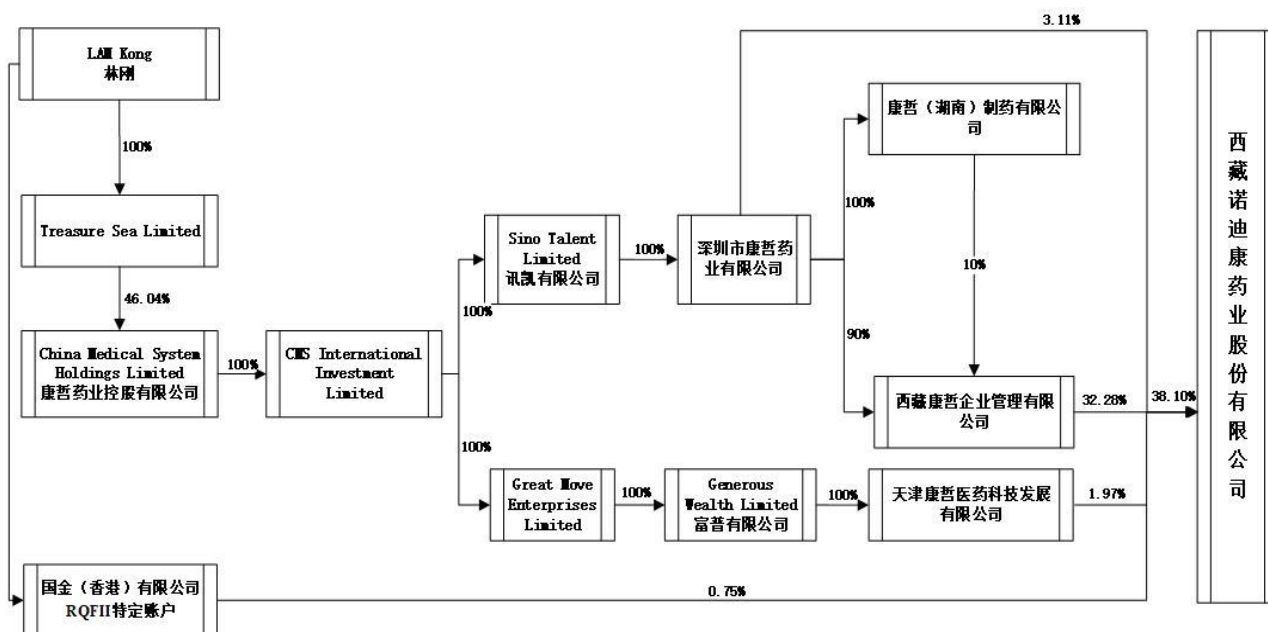 3.11%
LAM Kong
林刚
100%
康哲（湖南）制药有限公
司
100%
Treasure Sea Limited
Sino Talent
Limited
讯凯有限公司
100%
深圳市康哲药
业有限公司
10%
46.04%
100%
90%
China Medical System
Holdings Limited
康哲药业控股有限公司
100%
CMS International
Investment
Limited
西藏康哲企业管理有限
公司
32.28%
38.10%
西藏诺迪康药业股份有限公司
100%
Great Move
Enterprises
Limited
100%
Generous
Wealth Limited
富普有限公司
100%
天津康哲医药科技发展
有限公司
1.97%
国金（香港）有限公司
RQFII特定账户
0.75%